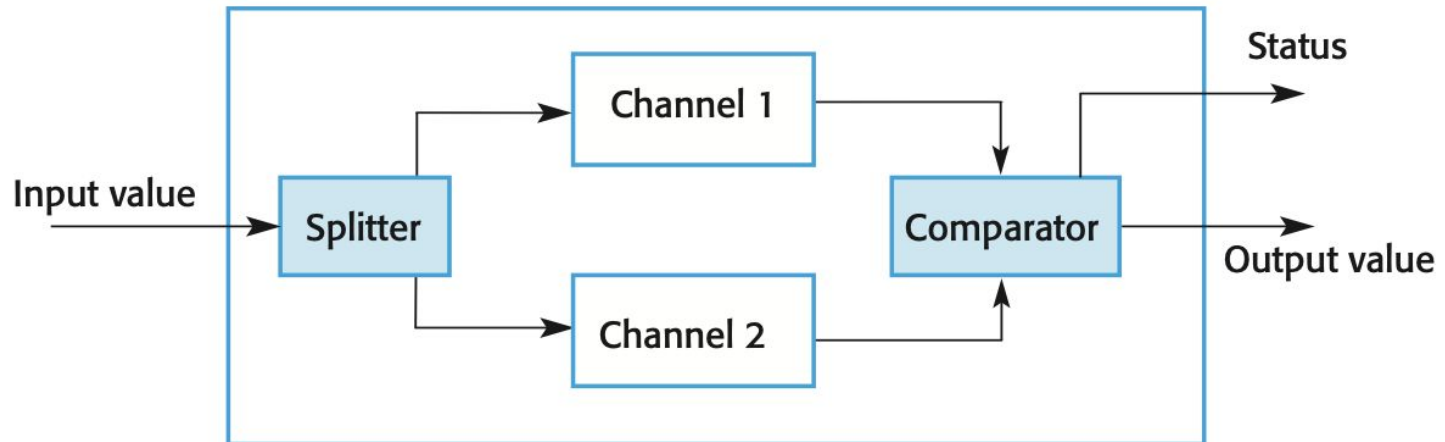 Status
Channel 1
Input value
Splitter
Comparator
Output value
Channel 2